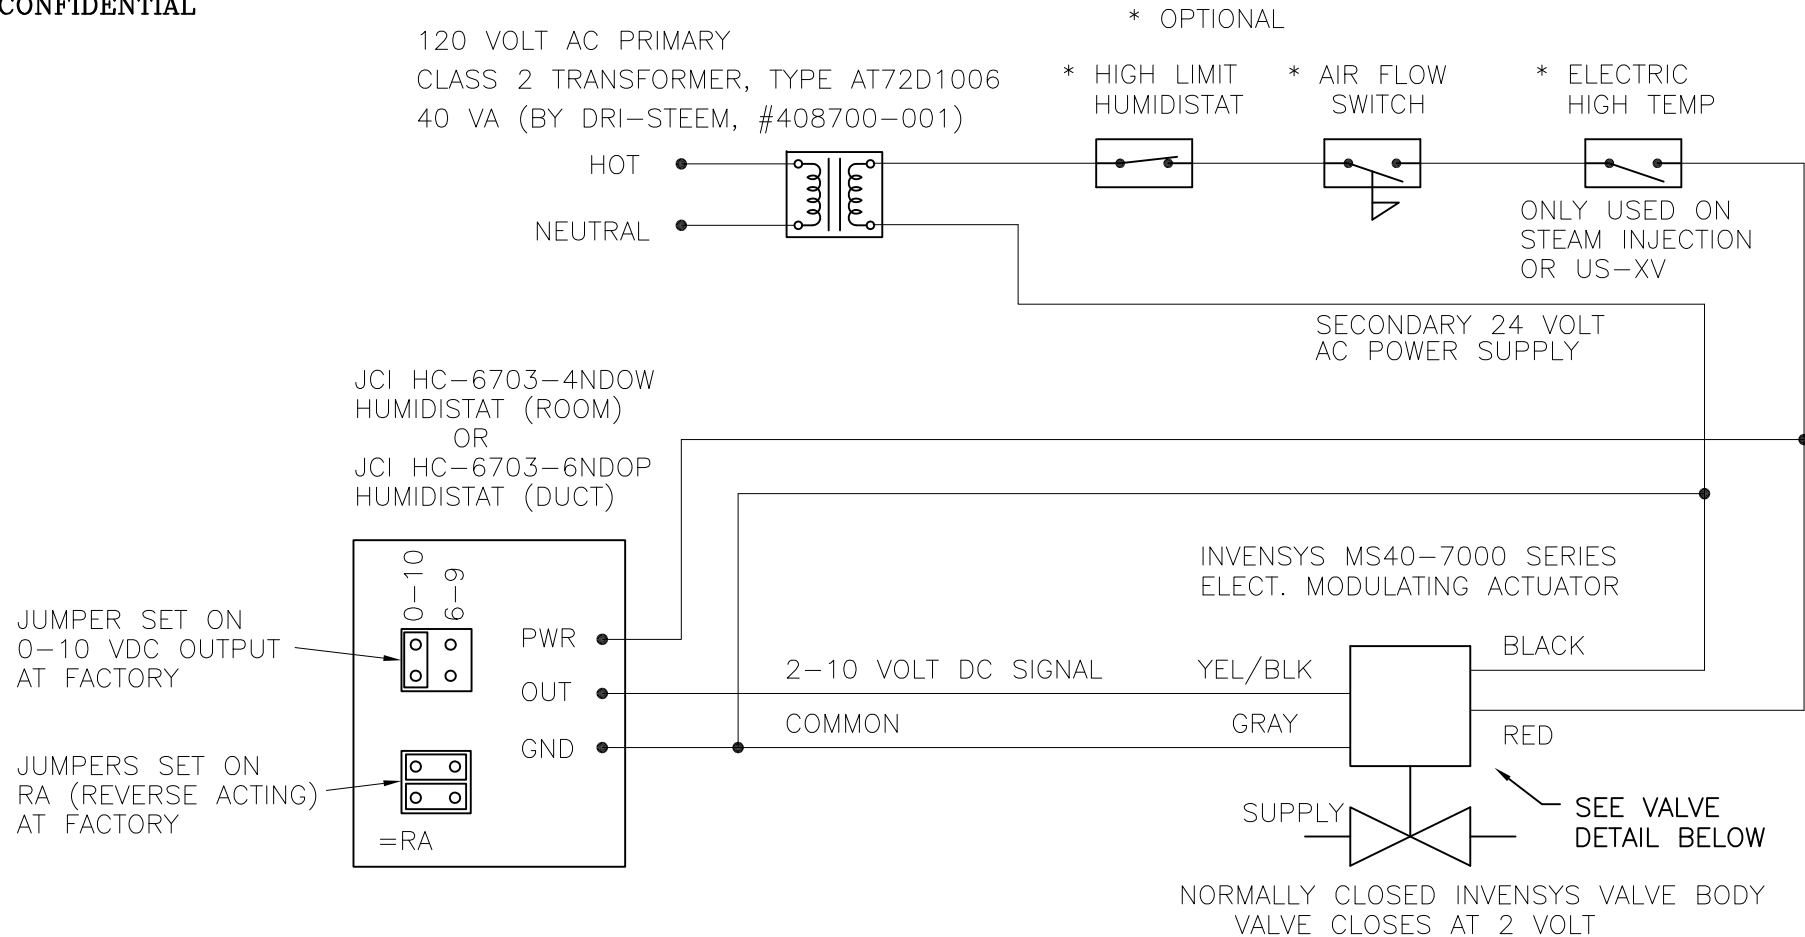 CONFIDENTIAL
* OPTIONAL
120 VOLT AC PRIMARY
CLASS 2 TRANSFORMER, TYPE AT72D1006
40 VA (BY DRI-STEEM, #408700-001)
* HIGH LIMIT
HUMIDISTAT
* AIR FLOW
SWITCH
* ELECTRIC
HIGH TEMP
HOT
NEUTRAL
ONLY USED ON
STEAM INJECTION
OR US-XV
SECONDARY 24 VOLT
AC POWER SUPPLY
JCI HC-6703-4NDOW
HUMIDISTAT (ROOM)
OR
JCI HC-6703-6NDOP
HUMIDISTAT (DUCT)
INVENSYS MS40-7000 SERIES
ELECT. MODULATING ACTUATOR
0-10
6-9
JUMPER SET ON
0-10 VDC OUTPUT
AT FACTORY
PWR
OUT
GND
2-10 VOLT DC SIGNAL
YEL/BLK
COMMON
GRAY
BLACK
RED
JUMPERS SET ON
RA (REVERSE ACTING)
AT FACTORY
=RA
SUPPLY
SEE VALVE
DETAIL BELOW
NORMALLY CLOSED INVENSYS VALVE BODY
VALVE CLOSES AT 2 VOLT